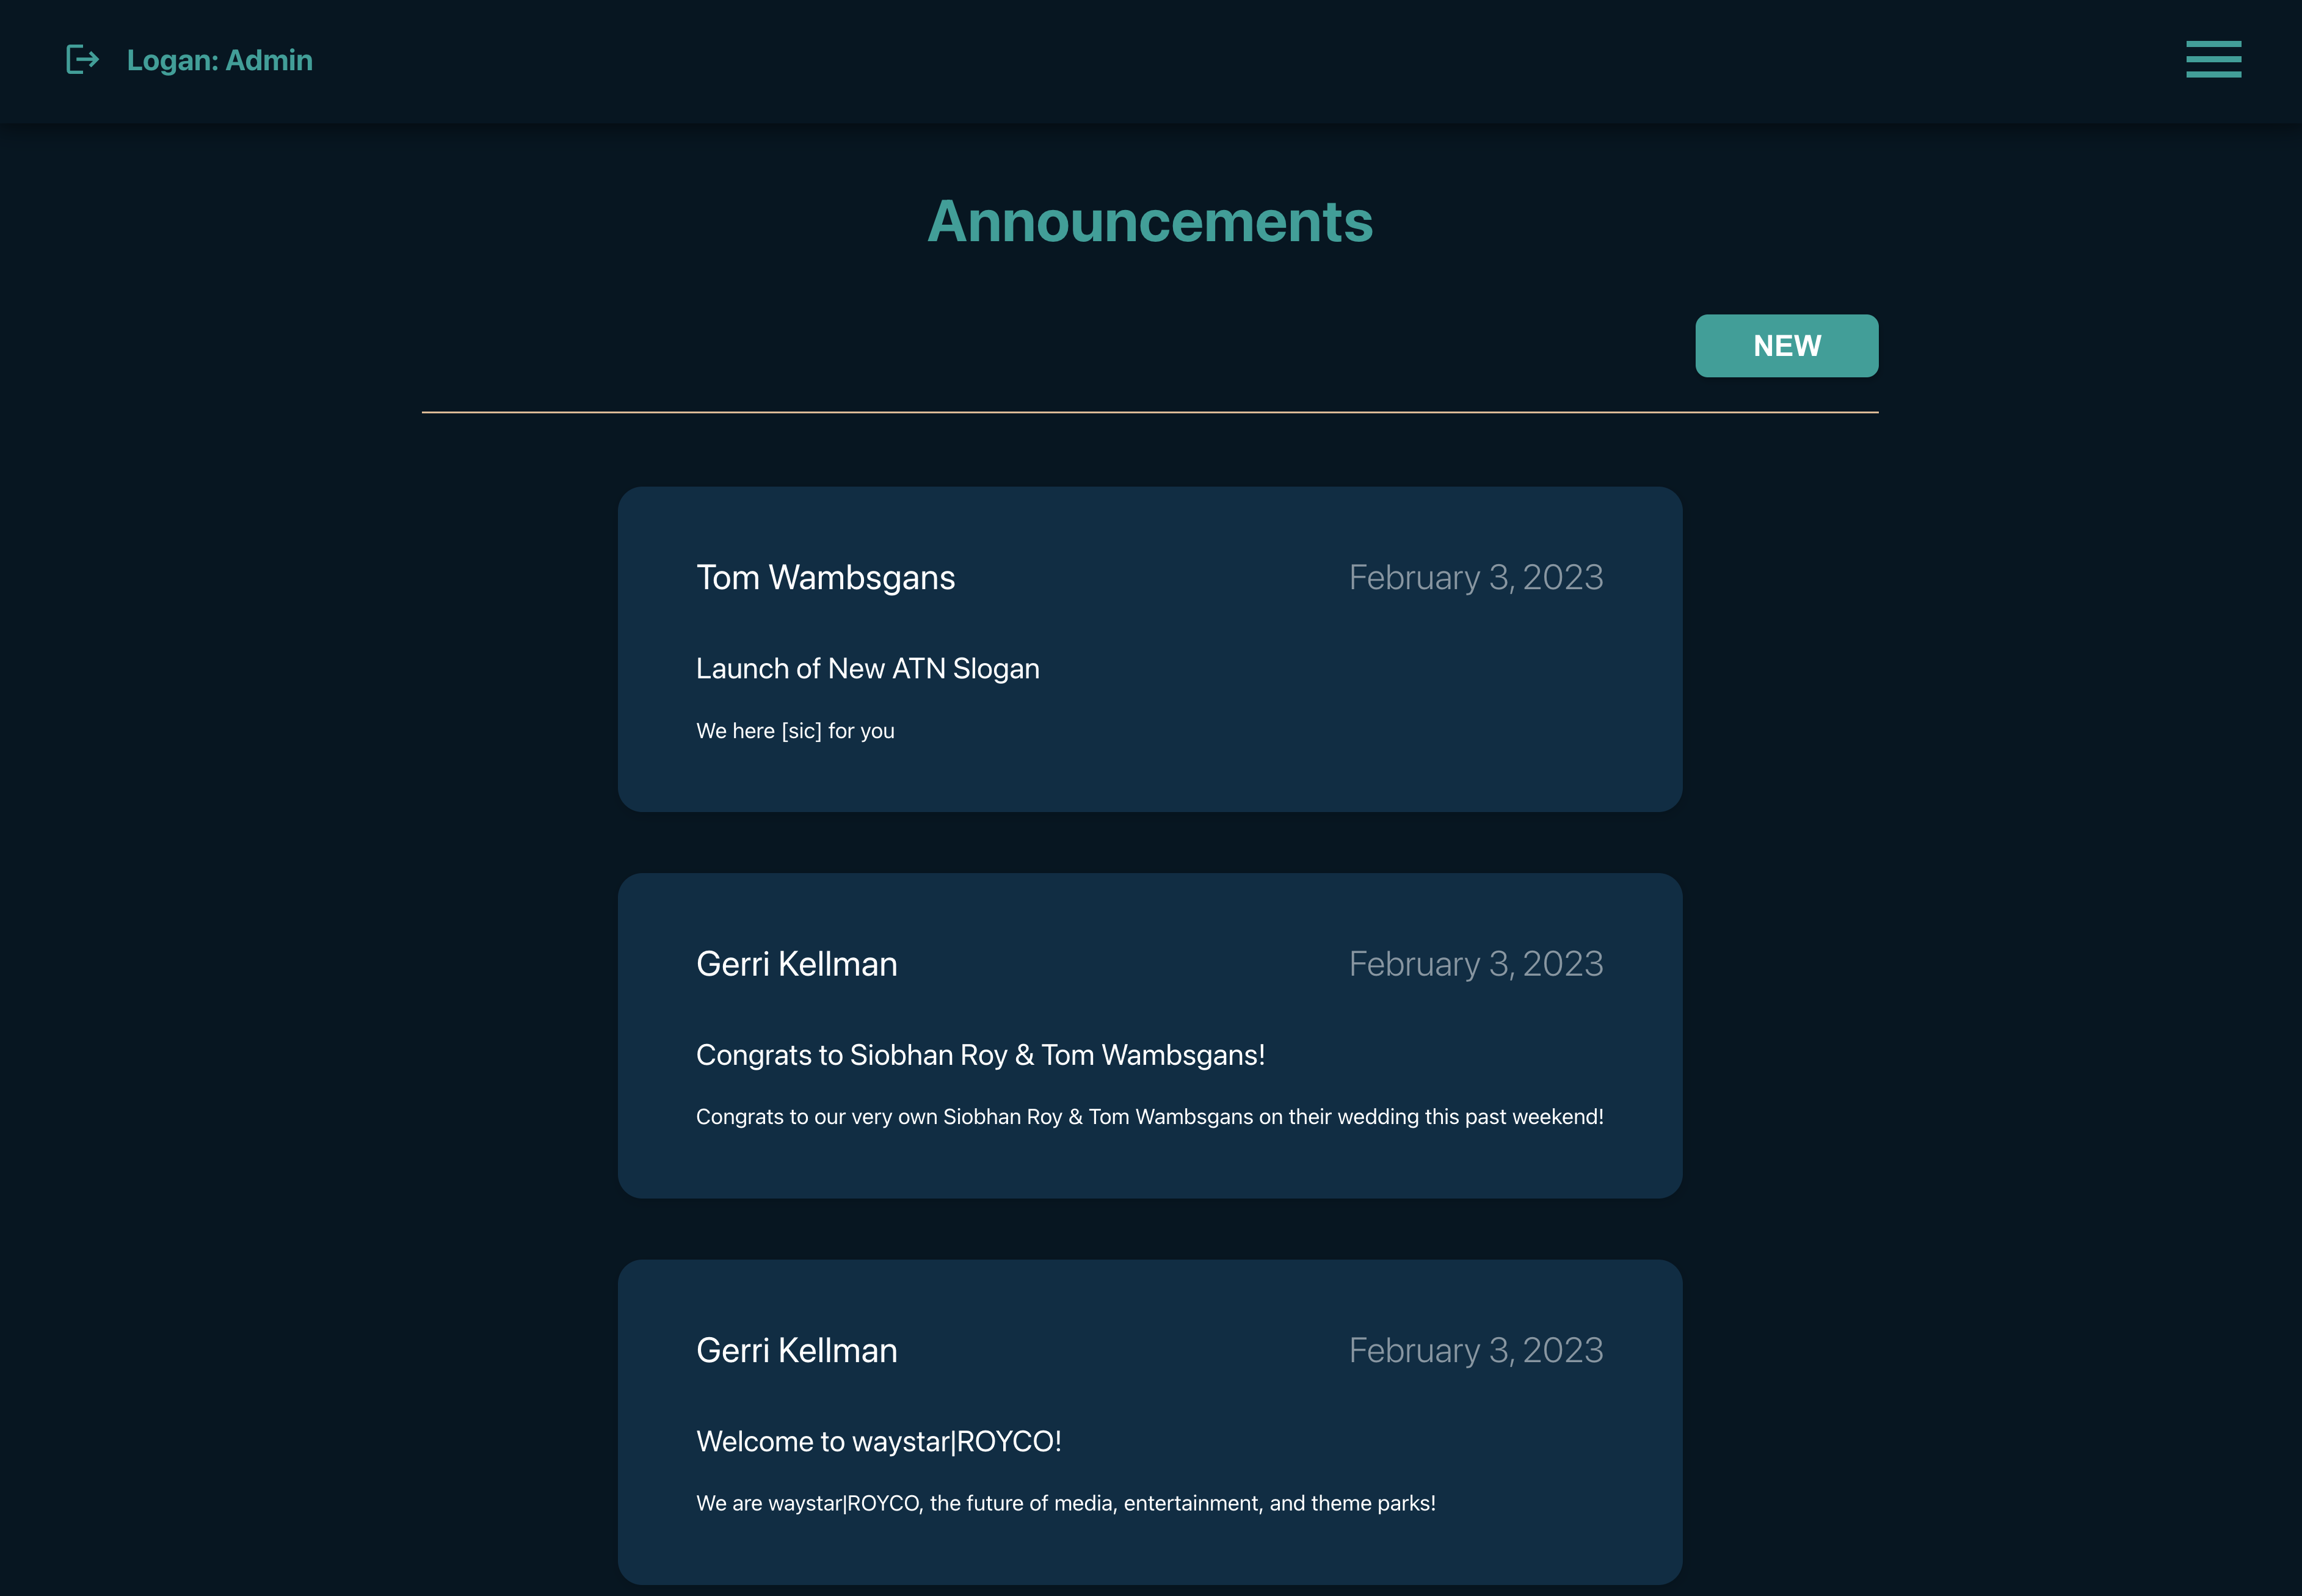 Logan: Admin
Announcements
NEW
Tom Wambsgans February 3, 2023
Launch of New ATN Slogan
We here [sic] for you
Gerri Kellman February 3, 2023
Congrats to Siobhan Roy & Tom Wambsgans!
Congrats to our very own Siobhan Roy & Tom Wambsgans on their wedding this past weekend!
Gerri Kellman February 3, 2023
Welcome to waystar|ROYCO!
We are waystar|ROYCO, the future of media, entertainment, and theme parks!